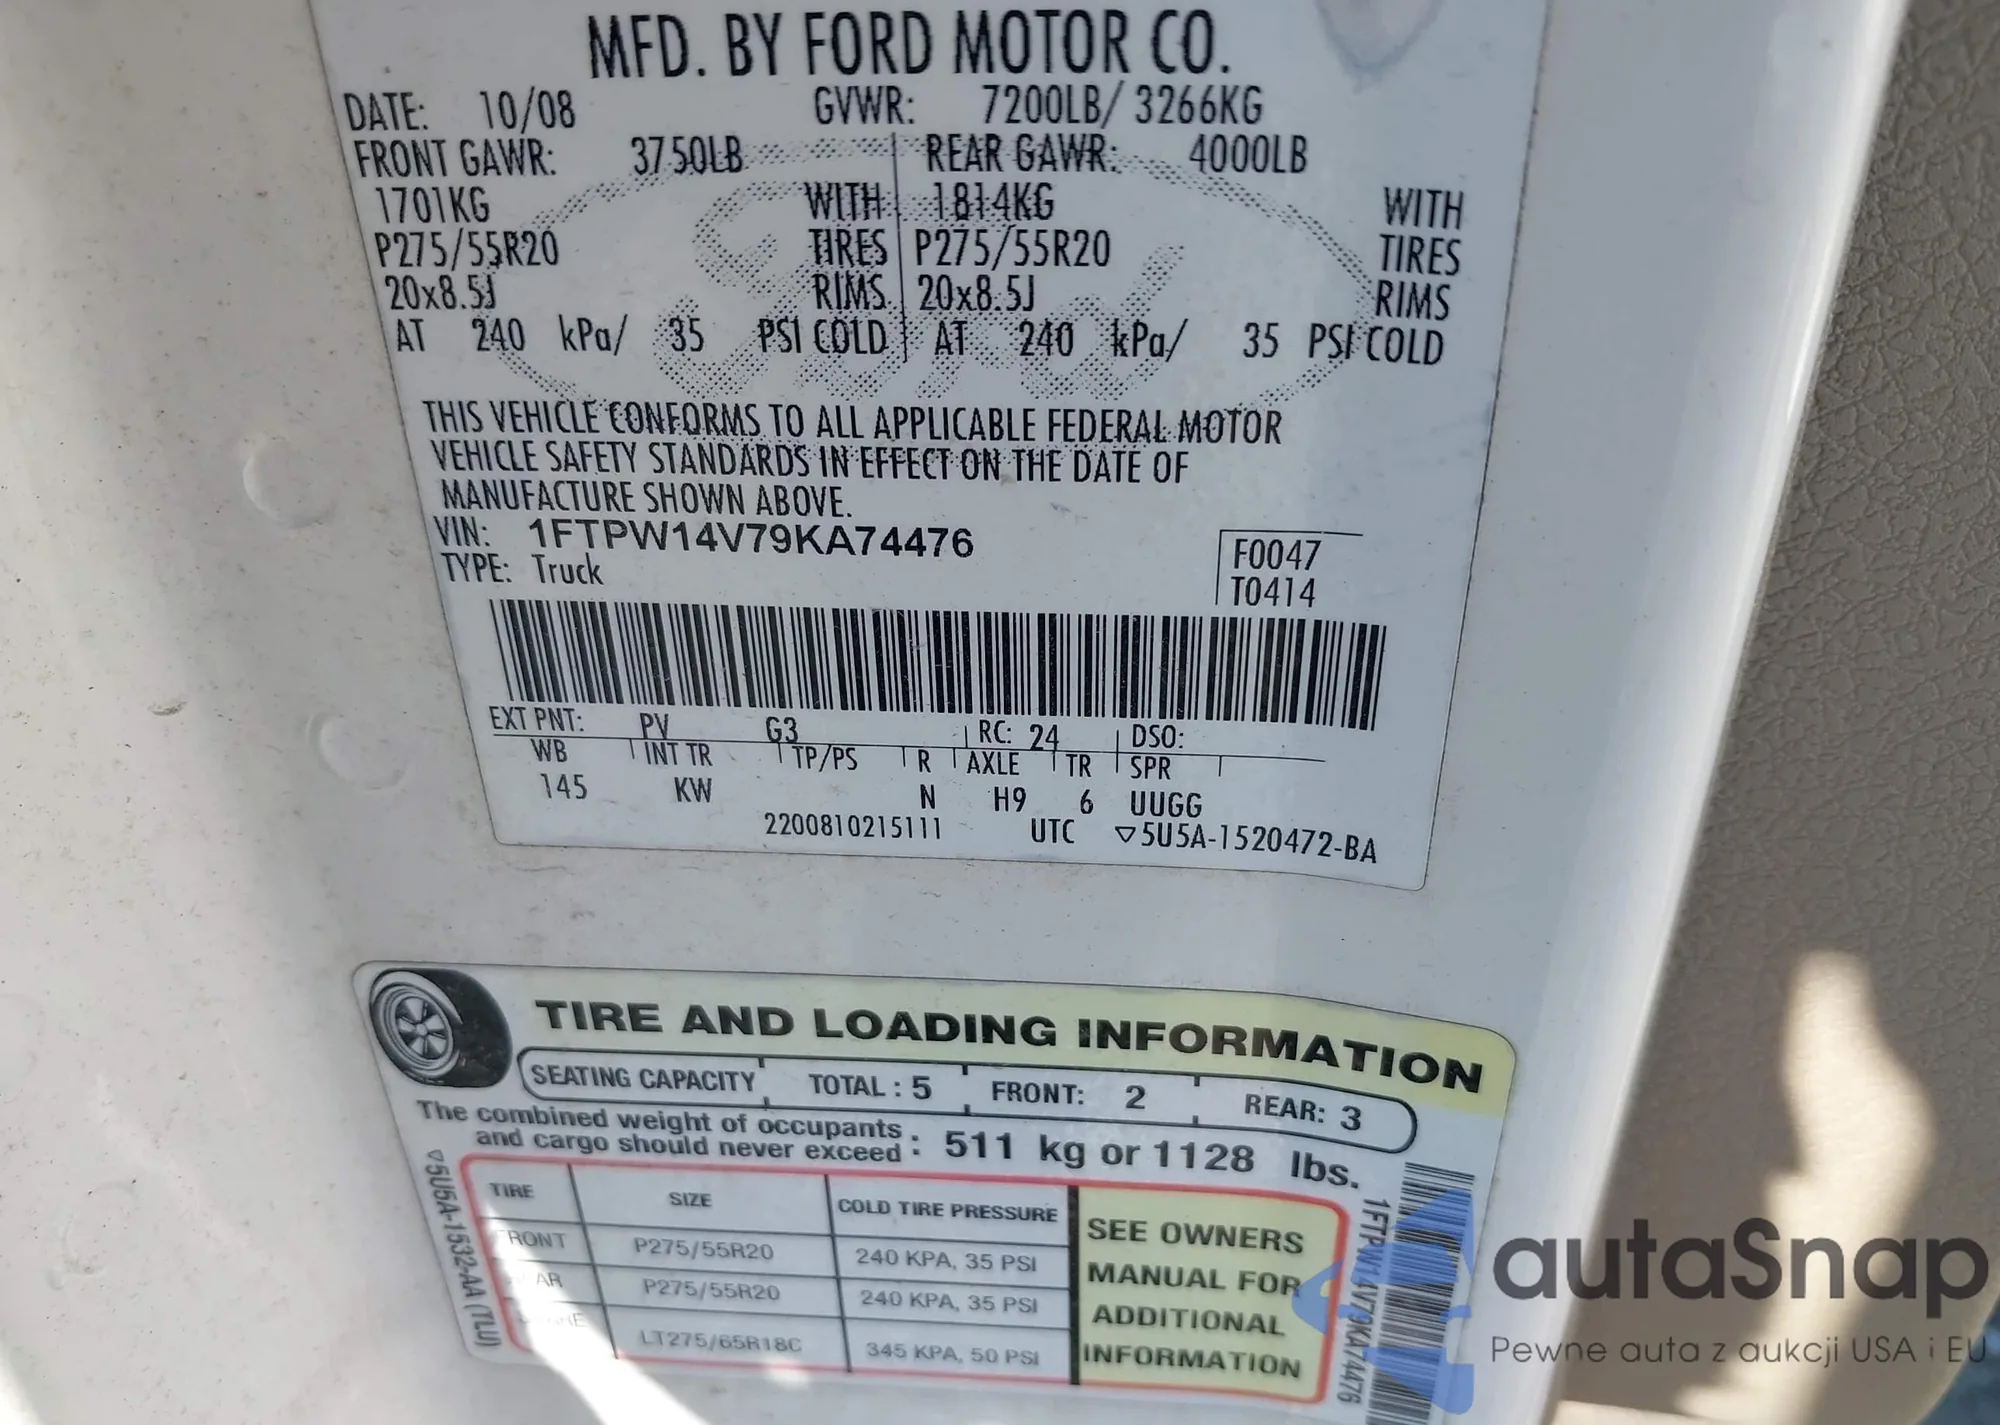 MFD. BY FORD MOTOR CO.
DATE: 10/08 GVWR: 7200LB/ 3266KG
FRONT GAWR: 3750LB REAR GAWR: 4000LB
1701KG WITH 1814KG WITH
P275/55R20 TIRES P275/55R20 TIRES
20x8.5J RIMS 20x8.5J RIMS
AT 240 kPa/ 35 PSI COLD AT 240 kPa/ 35 PSI COLD
THIS VEHICLE CONFORMS TO ALL APPLICABLE FEDERAL MOTOR
VEHICLE SAFETY STANDARDS IN EFFECT ON THE DATE OF
MANUFACTURE SHOWN ABOVE.
VIN: 1FTPW14V79KA74476
TYPE: Truck
F0047
T0414
EXT PNT: PV G3 RC: 24 DSO:
WB INT TR TP/PS R AXLE TR SPR
145 KW N H9 6 UUGG
2200810215111 UTC ▽5U5A-1520472-BA
TIRE AND LOADING INFORMATION
SEATING CAPACITY TOTAL : 5 FRONT: 2 REAR: 3
The combined weight of occupants
and cargo should never exceed : 511 kg or 1128 lbs.
TIRE SIZE COLD TIRE PRESSURE
FRONT P275/55R20 240 KPA, 35 PSI
P275/55R20 240 KPA, 35 PSI
LT275/65R18C 345 KPA, 50 PSI
SEE OWNERS
MANUAL FOR
ADDITIONAL
INFORMATION
▽5U5A-1532-AA (TLU)
1FTPW14V79KA74476
autaSnap
Pewne auta z aukcji USA i EU